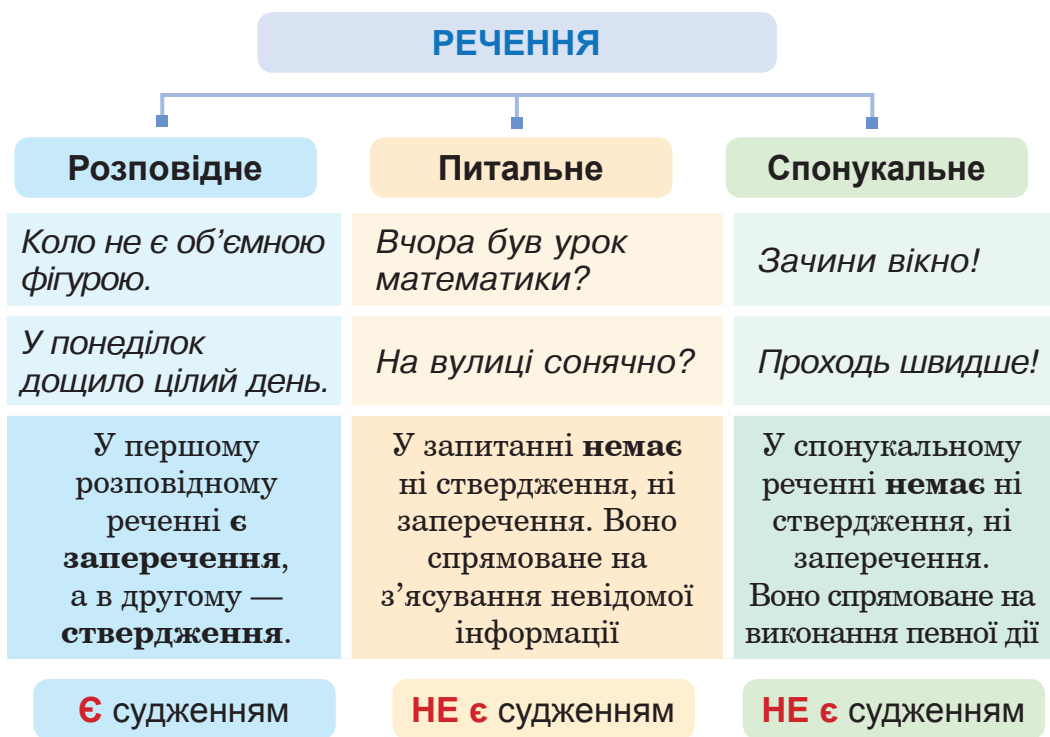 РЕЧЕННЯ
Розповідне
Питальне
Спонукальне
Коло не є об’ємною
фігурою.
Вчора був урок
математики?
Зачини вікно!
У понеділок
дощило цілий день.
На вулиці сонячно?
Проходь швидше!
У першому
розповідному
реченні є
заперечення,
а в другому —
ствердження.
У запитанні немає
ні ствердження, ні
заперечення. Воно
спрямоване на
з’ясування невідомої
інформації
У спонукальному
реченні немає ні
ствердження, ні
заперечення.
Воно спрямоване на
виконання певної дії
Є судженням
НЕ є судженням
НЕ є судженням